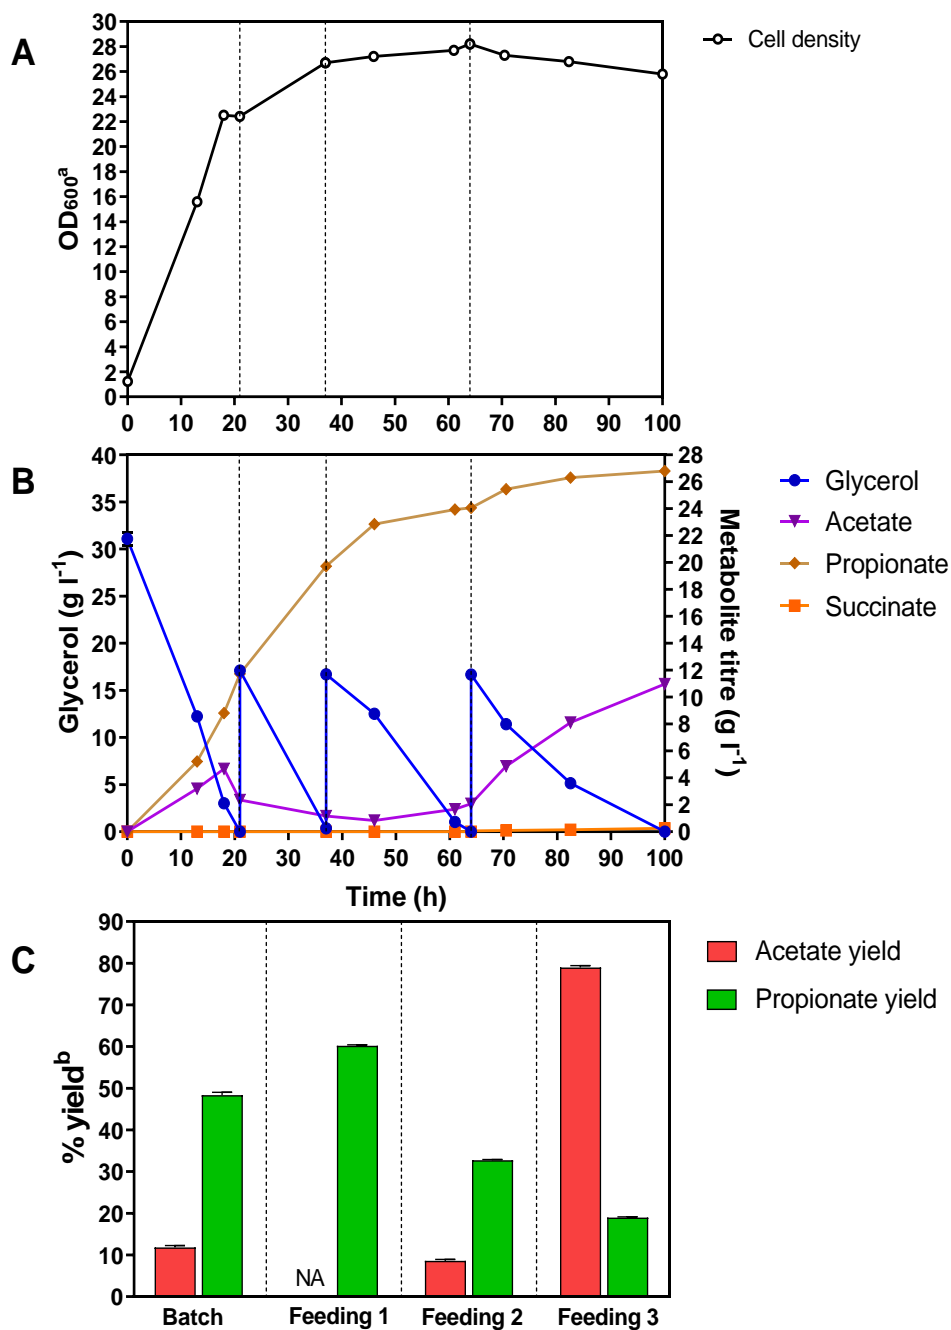 A
Cell density
OD600a
30
28
26
24
22
20
18
16
14
12
10
8
6
4
2
0
0 10 20 30 40 50 60 70 80 90 100
B
Glycerol (g l-1)
40
35
30
25
20
15
10
5
0
28
26
24
22
20
18
16
14
12
10
8
6
4
2
0
Metabolite titre (g l-1)
Glycerol
Acetate
Propionate
Succinate
0 10 20 30 40 50 60 70 80 90 100
Time (h)
C
% yieldb
90
80
70
60
50
40
30
20
10
0
NA
Acetate yield
Propionate yield
Batch Feeding 1 Feeding 2 Feeding 3